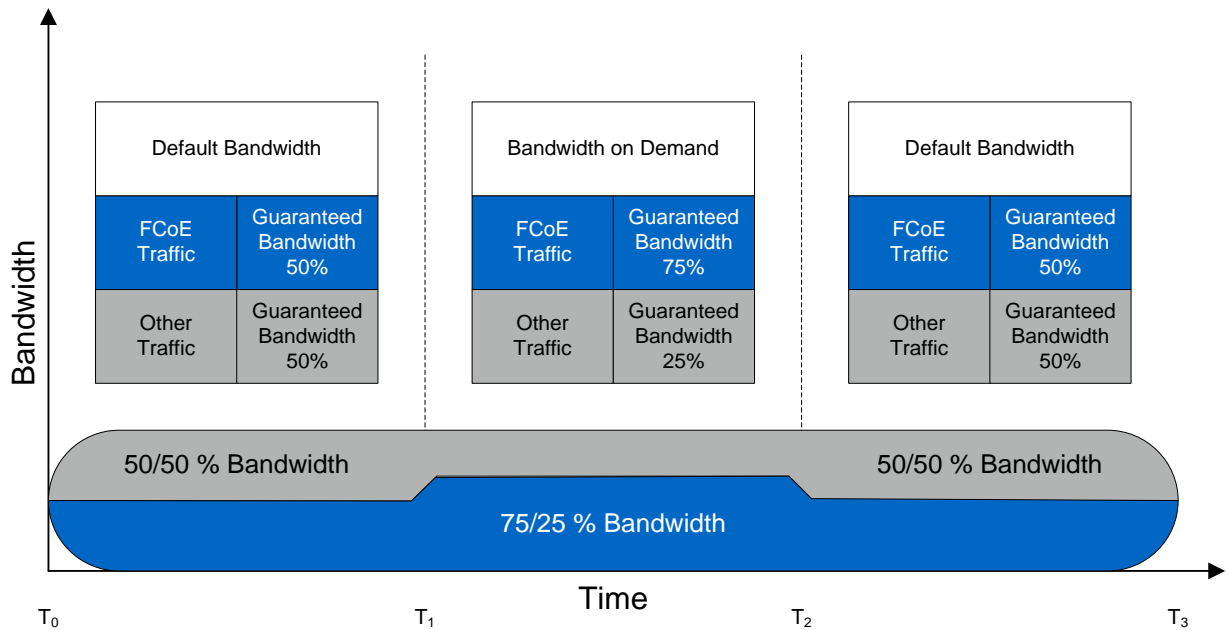 Bandwidth
Default Bandwidth
FCoE
Traffic
Guaranteed
Bandwidth
50%
Other
Traffic
Guaranteed
Bandwidth
50%
Bandwidth on Demand
FCoE
Traffic
Guaranteed
Bandwidth
75%
Other
Traffic
Guaranteed
Bandwidth
25%
Default Bandwidth
FCoE
Traffic
Guaranteed
Bandwidth
50%
Other
Traffic
Guaranteed
Bandwidth
50%
50/50 % Bandwidth
75/25 % Bandwidth
50/50 % Bandwidth
Time
T₀
T₁
T₂
T₃